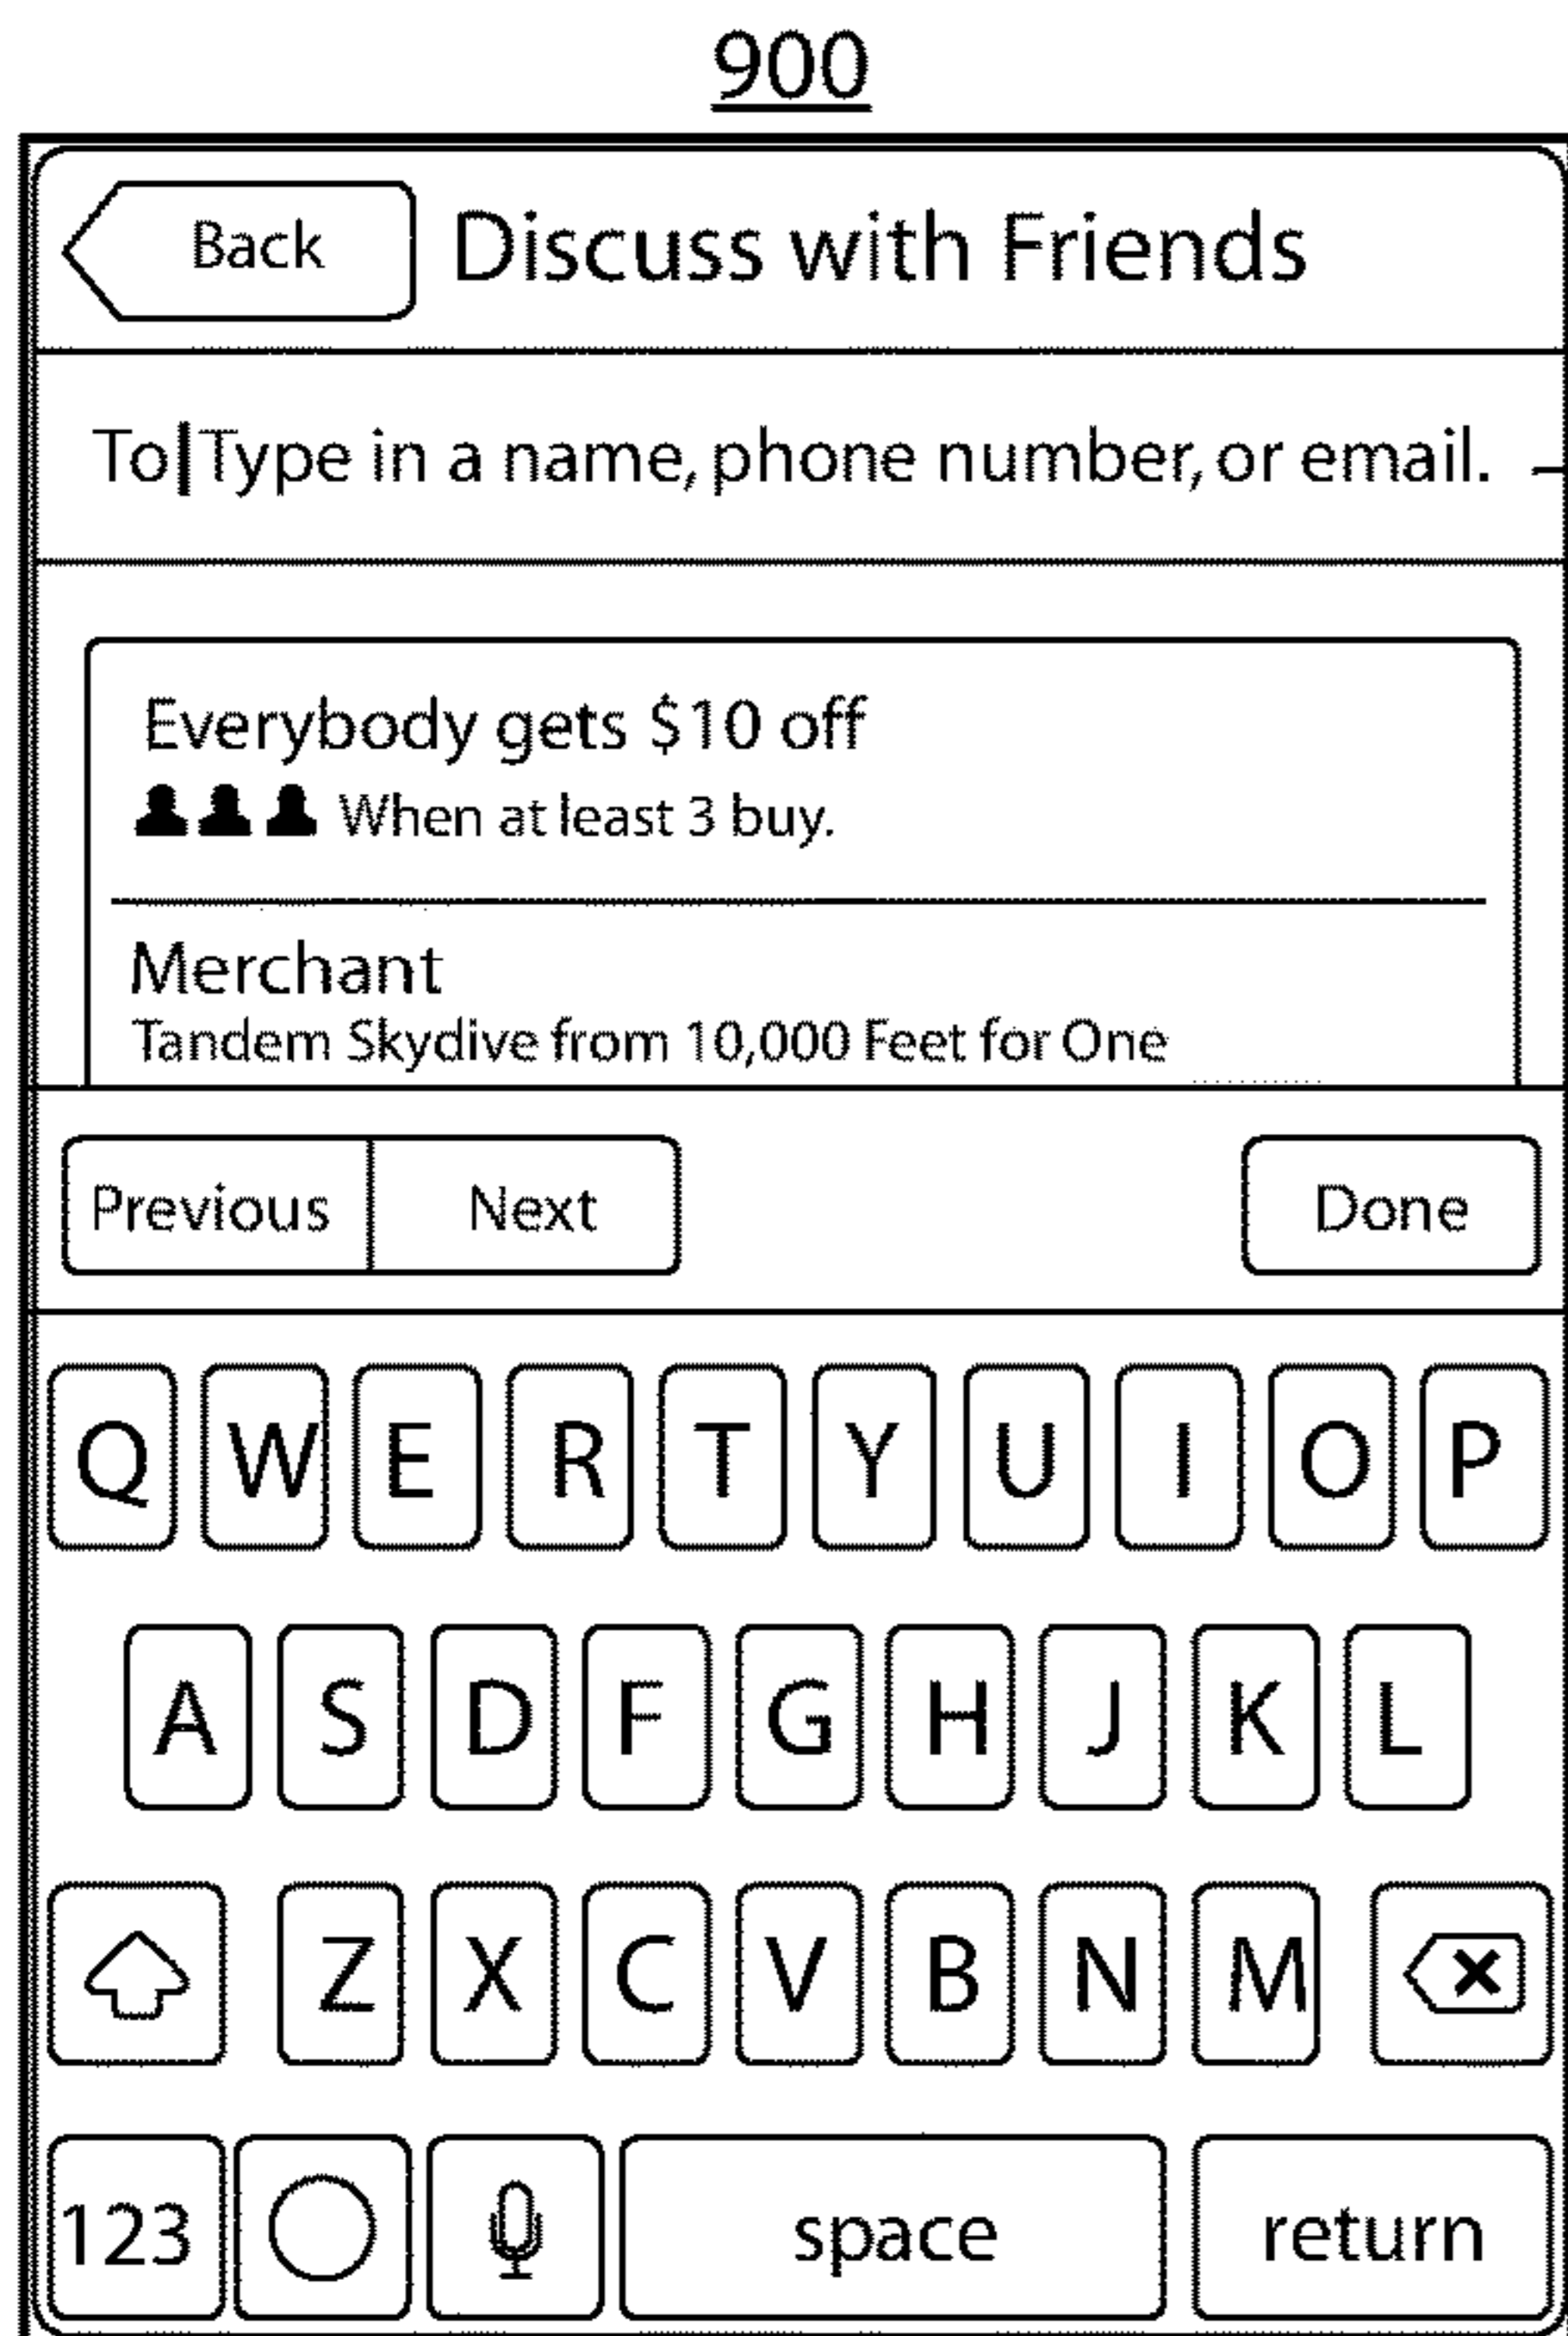 900
Back Discuss with Friends
To Type in a name, phone number, or email.
Everybody gets $10 off
When at least 3 buy.
Merchant
Tandem Skydive from 10,000 Feet for One
Previous Next Done
Q W E R T Y U I O P
A S D F G H J K L
Z X C V B N M
123 space return